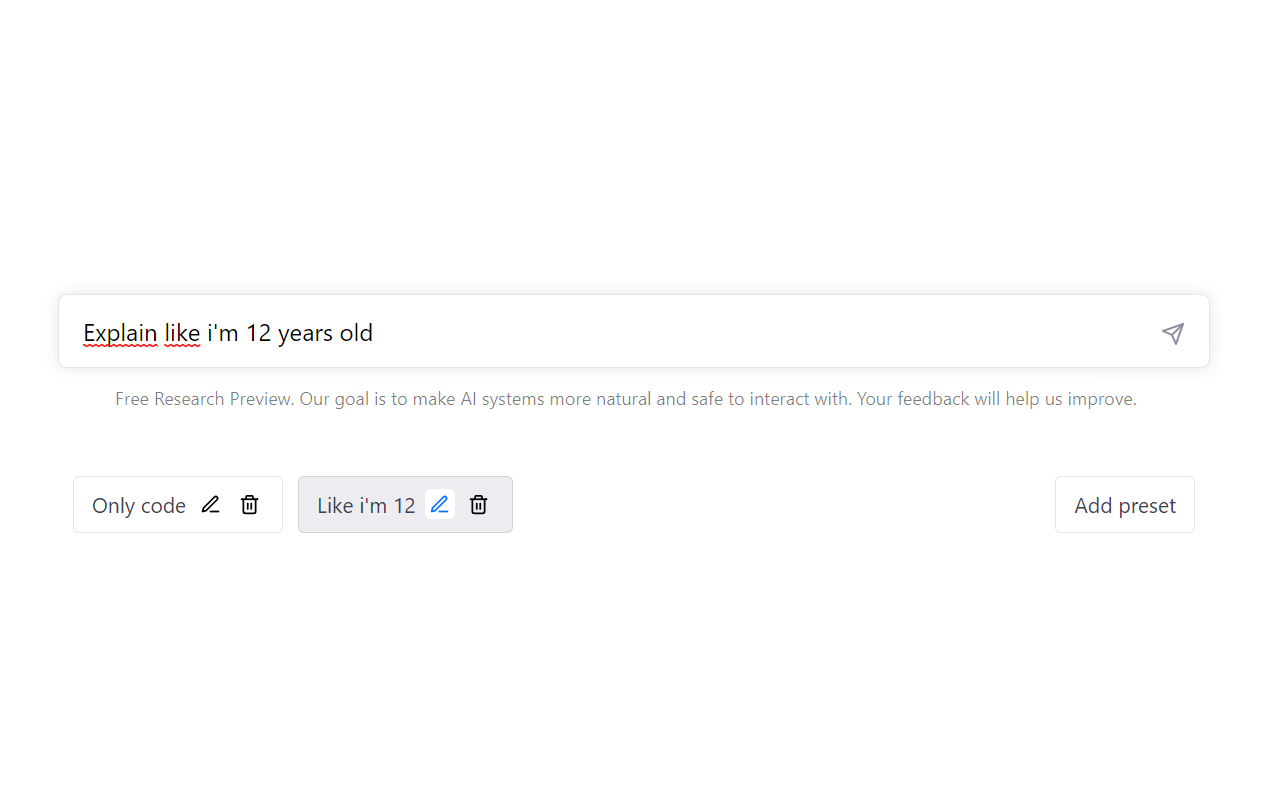 Explain like i'm 12 years old
Free Research Preview. Our goal is to make AI systems more natural and safe to interact with. Your feedback will help us improve.
Only code
Like i'm 12
Add preset